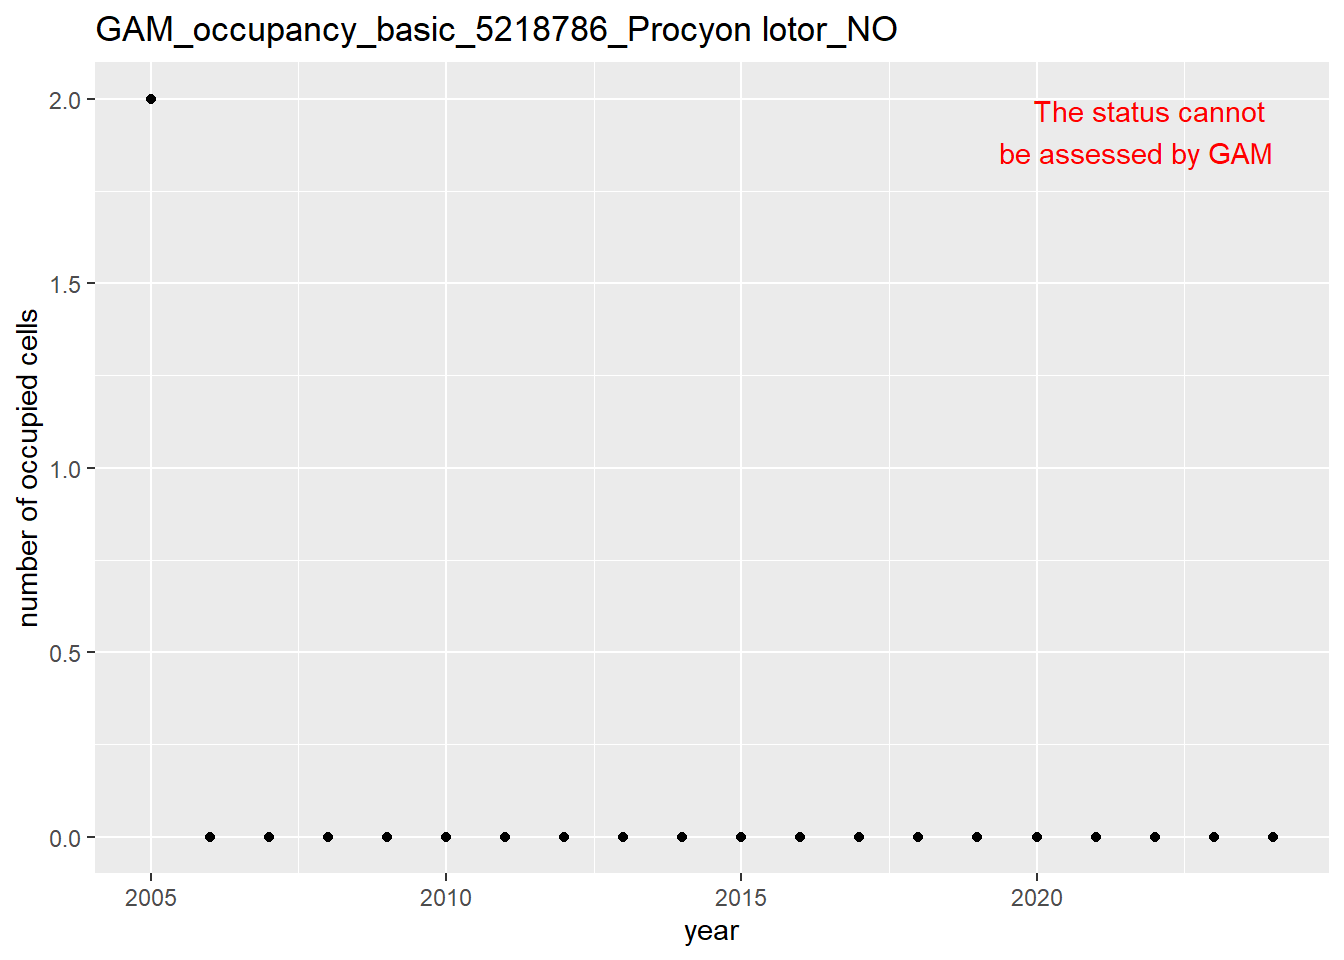 GAM_occupancy_basic_5218786_Procyon lotor_NO
The status cannot
be assessed by GAM
number of occupied cells
2.0
1.5
1.0
0.5
0.0
2005 2010 2015 2020
year